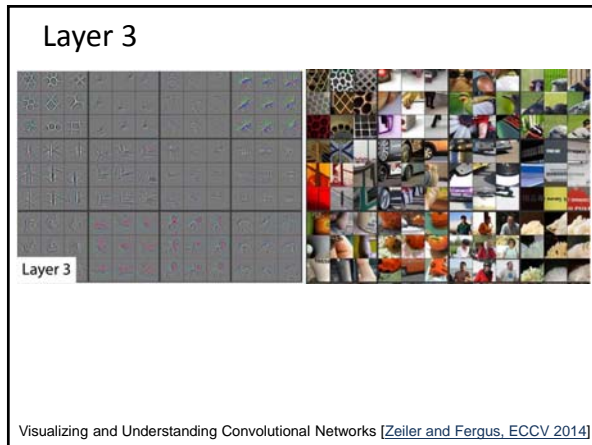 Layer 3
Layer 3
Visualizing and Understanding Convolutional Networks [Zeiler and Fergus, ECCV 2014]